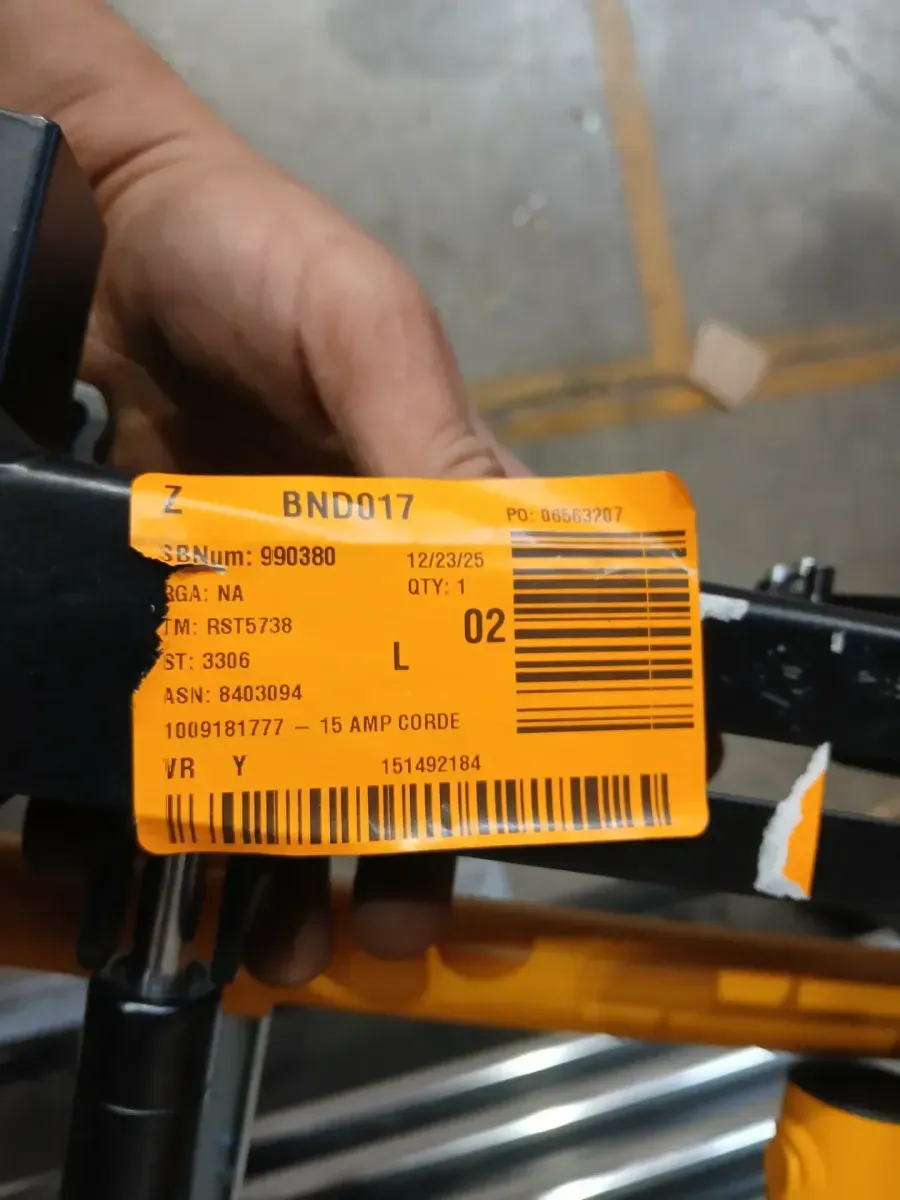 Z BND017 PO: 06563207
SBNum: 990380 12/23/25
RGA: NA QTY: 1
TM: RST5738 02
ST: 3306 L
ASN: 8403094
1009181777 – 15 AMP CORDE
VR Y 151492184